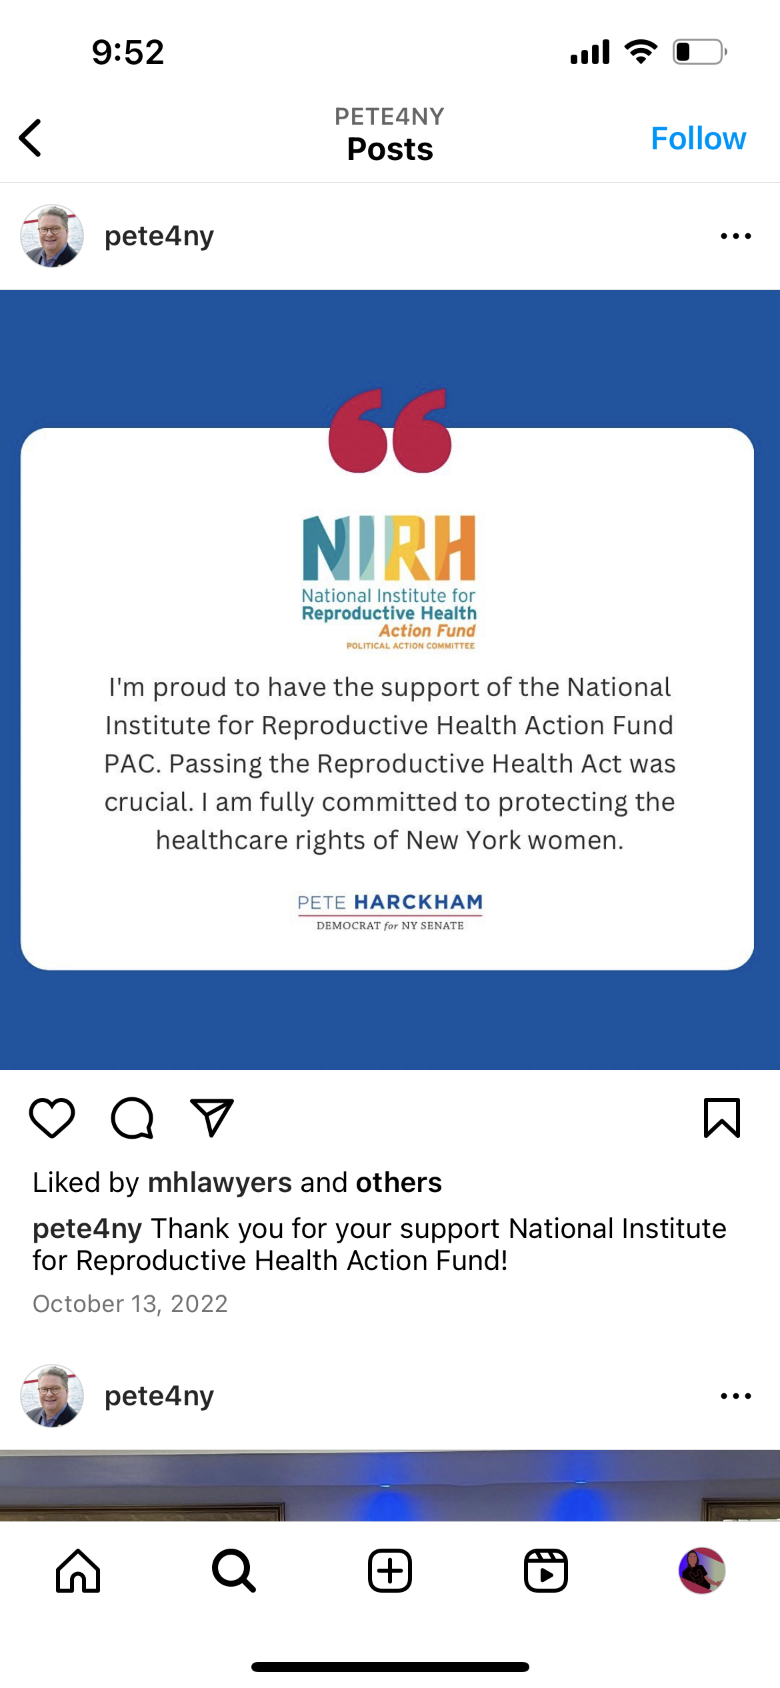 9:52
PETE4NY
Posts
Follow
pete4ny
NIRH
National Institute for
Reproductive Health
Action Fund
POLITICAL ACTION COMMITTEE
I'm proud to have the support of the National
Institute for Reproductive Health Action Fund
PAC. Passing the Reproductive Health Act was
crucial. I am fully committed to protecting the
healthcare rights of New York women.
PETE HARCKHAM
DEMOCRAT for NY SENATE
Liked by mhlawyers and others
pete4ny Thank you for your support National Institute
for Reproductive Health Action Fund!
October 13, 2022
pete4ny